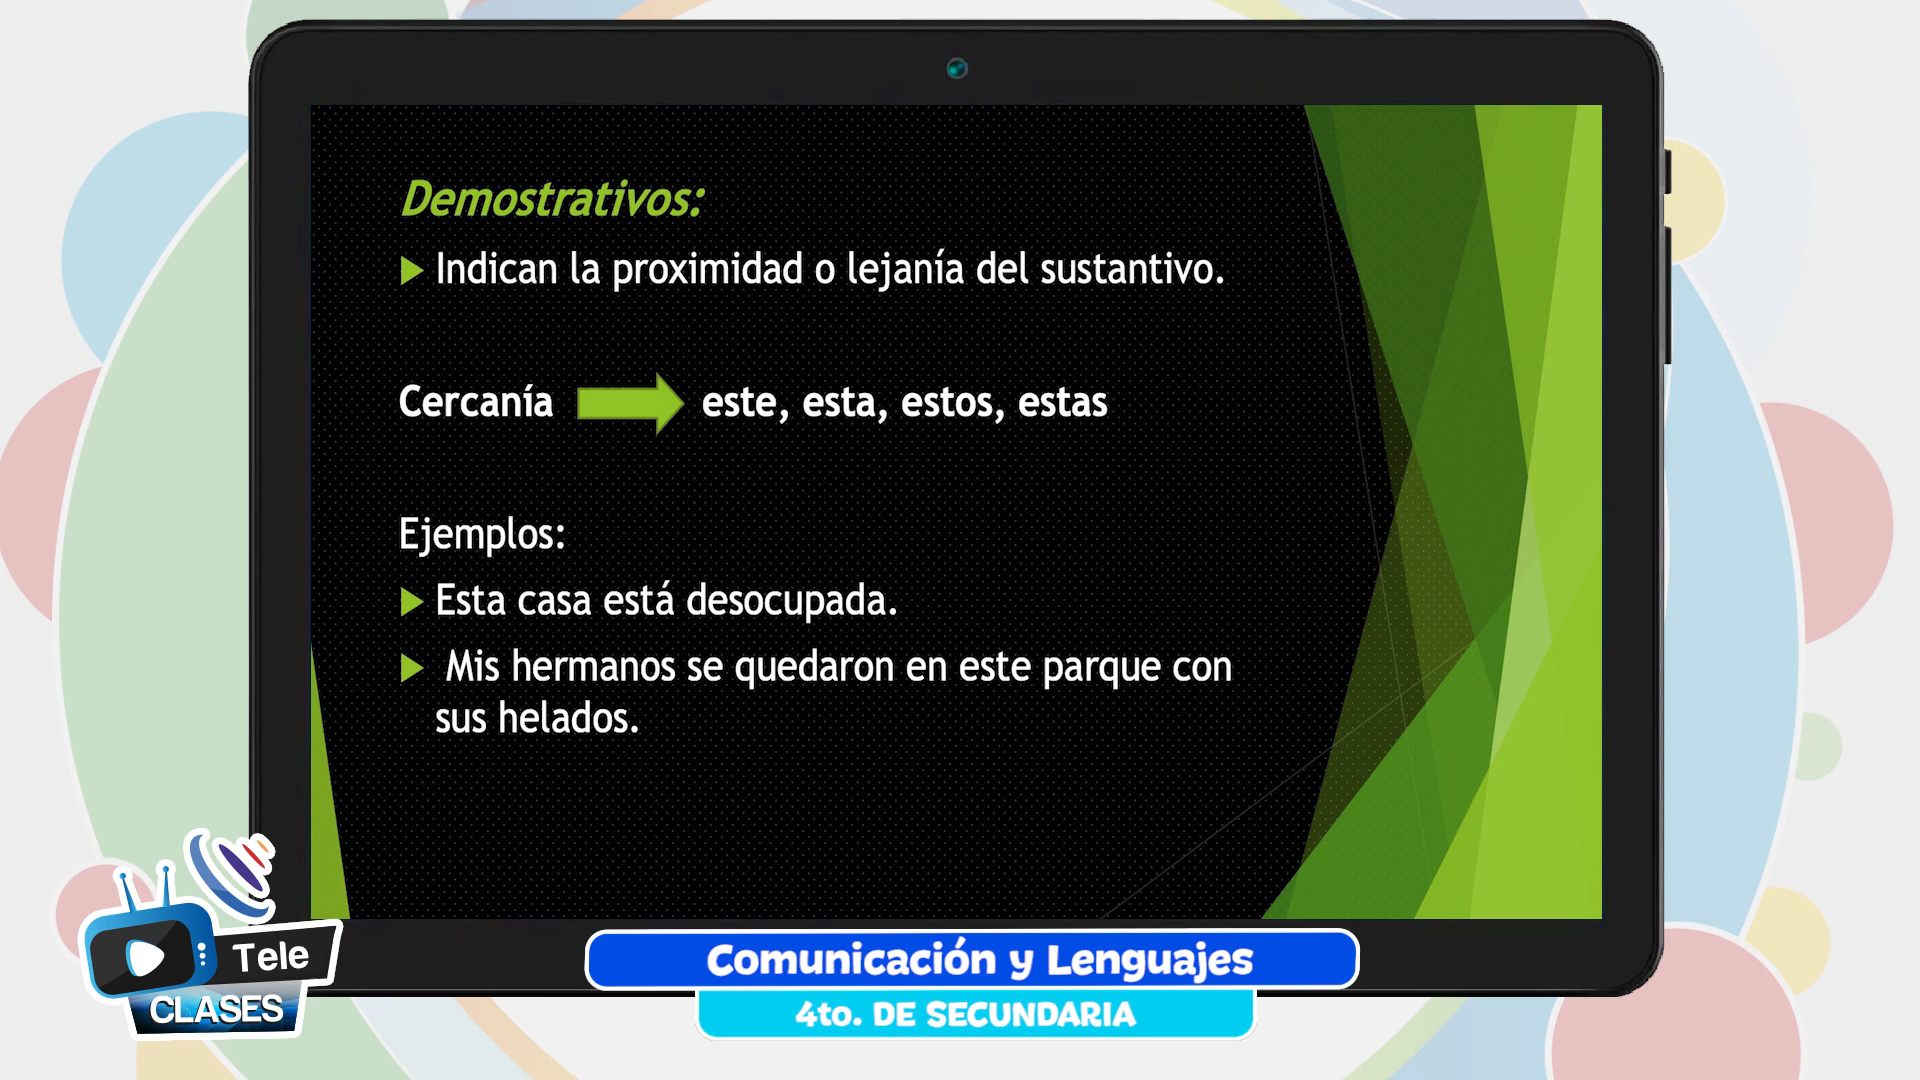 Demostrativos:
Indican la proximidad o lejanía del sustantivo.
Cercanía este, esta, estos, estas
Ejemplos:
Esta casa está desocupada.
Mis hermanos se quedaron en este parque con
sus helados.
Tele
CLASES
Comunicación y Lenguajes
4to. DE SECUNDARIA